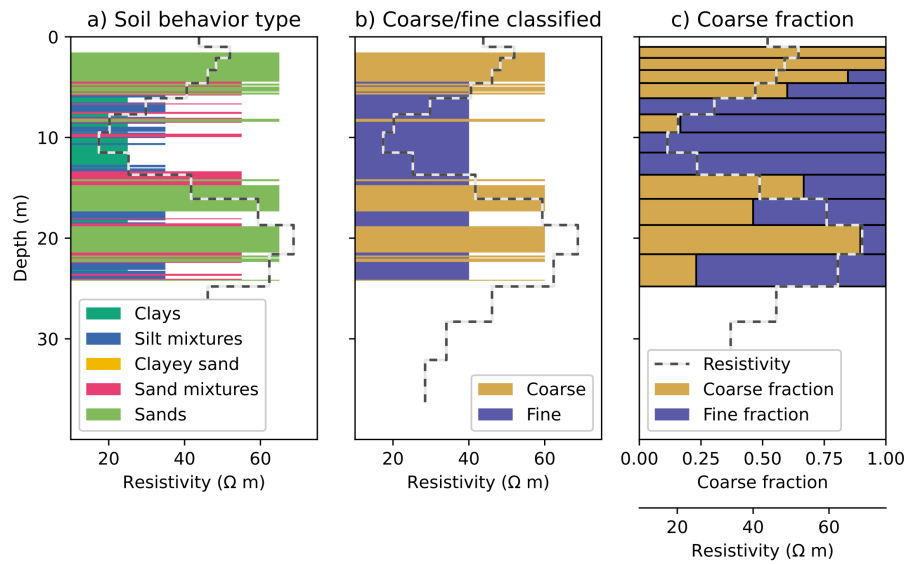 a) Soil behavior type
b) Coarse/fine classified
c) Coarse fraction
0
10
20
30
Depth (m)
Clays
Silt mixtures
Clayey sand
Sand mixtures
Sands
20 40 60
Resistivity (Ω m)
Coarse
Fine
20 40 60
Resistivity (Ω m)
Resistivity
Coarse fraction
Fine fraction
0.00 0.25 0.50 0.75 1.00
Coarse fraction
20 40 60
Resistivity (Ω m)